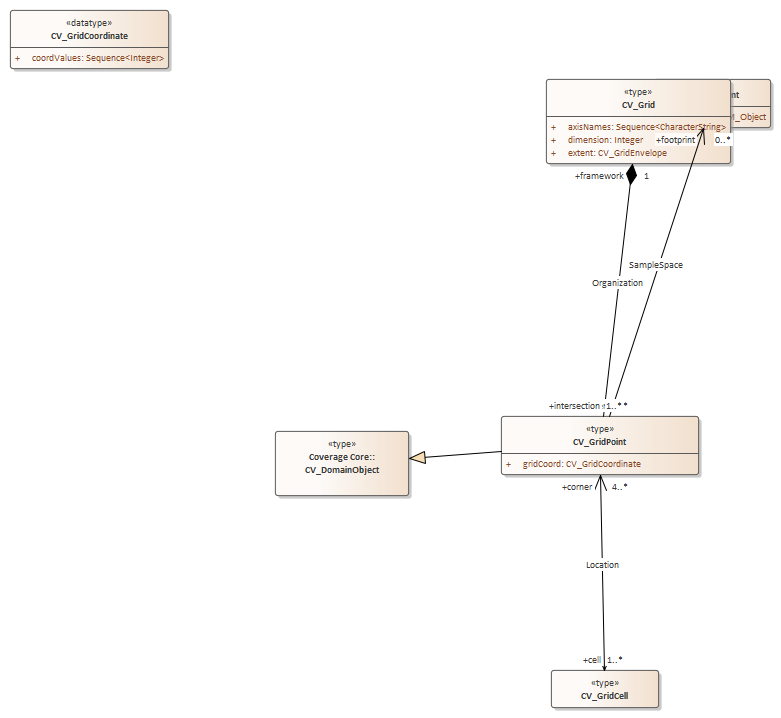 «datatype»
CV_GridCoordinate
+ coordValues: Sequence<Integer>
«type»
CV_Grid
nt
+ axisNames: Sequence<CharacterString>
_Object
+ dimension: Integer
+footprint 0..*
+ extent: CV_GridEnvelope
+framework 1
SampleSpace
Organization
+intersection 1..* *
«type»
CV_GridPoint
+ gridCoord: CV_GridCoordinate
«type»
Coverage Core::
CV_DomainObject
+corner 4..*
Location
+cell 1..*
«type»
CV_GridCell